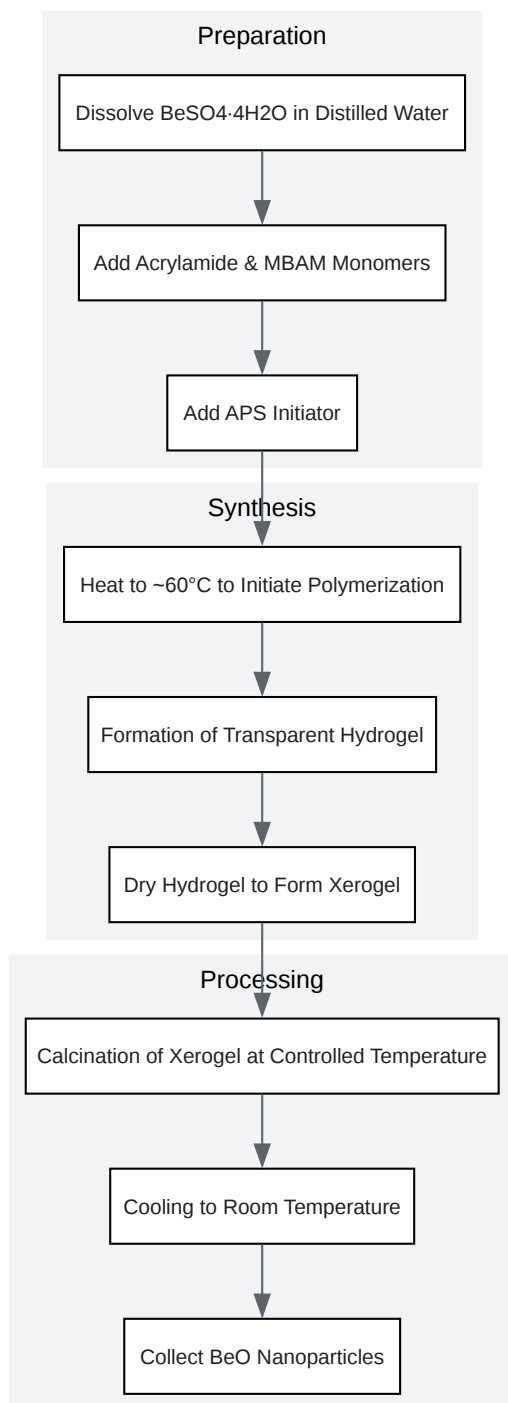 Preparation
Dissolve BeSO4·4H2O in Distilled Water
Add Acrylamide & MBAM Monomers
Add APS Initiator
Synthesis
Heat to ~60°C to Initiate Polymerization
Formation of Transparent Hydrogel
Dry Hydrogel to Form Xerogel
Processing
Calcination of Xerogel at Controlled Temperature
Cooling to Room Temperature
Collect BeO Nanoparticles